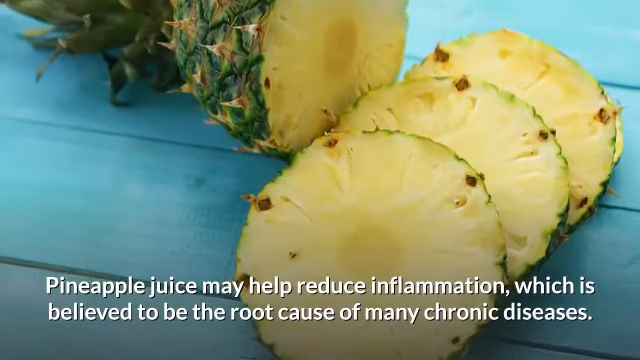 Pineapple juice may help reduce inflammation, which is
believed to be the root cause of many chronic diseases.